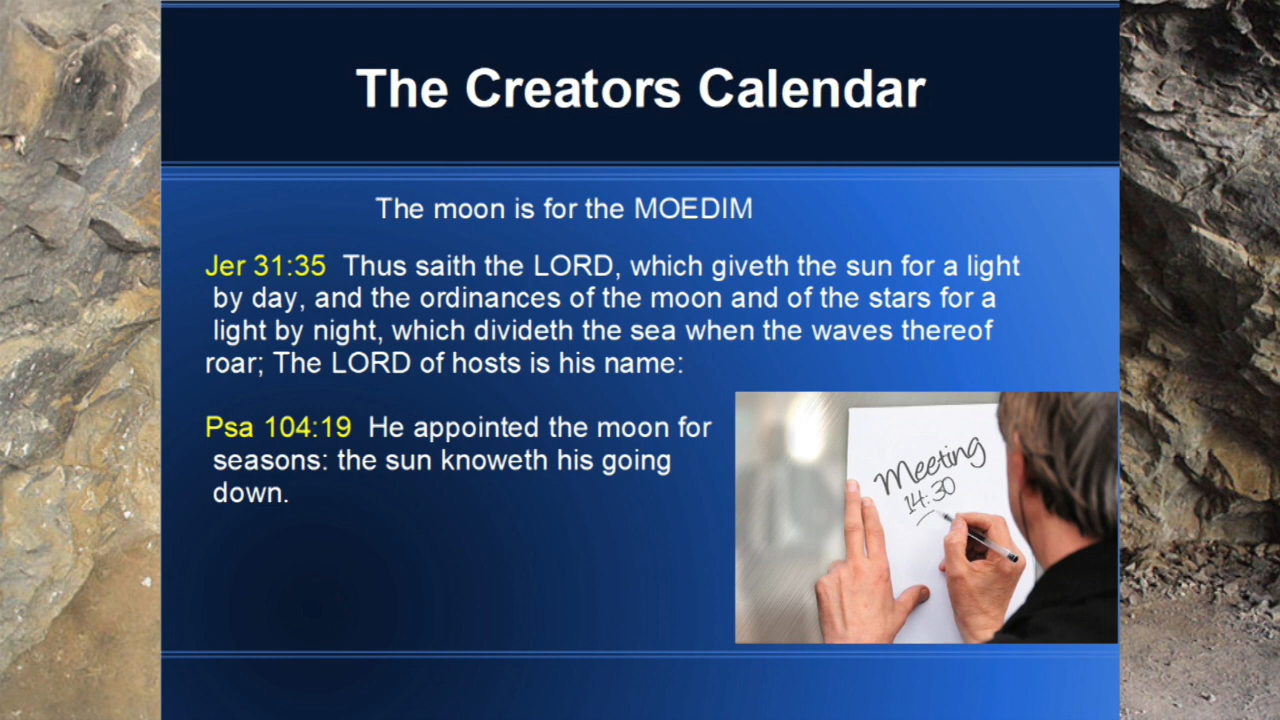 The Creators Calendar
The moon is for the MOEDIM
Jer 31:35 Thus saith the LORD, which giveth the sun for a light
by day, and the ordinances of the moon and of the stars for a
light by night, which divideth the sea when the waves thereof
roar; The LORD of hosts is his name:
Psa 104:19 He appointed the moon for
seasons: the sun knoweth his going
down.
Meeting
14:30